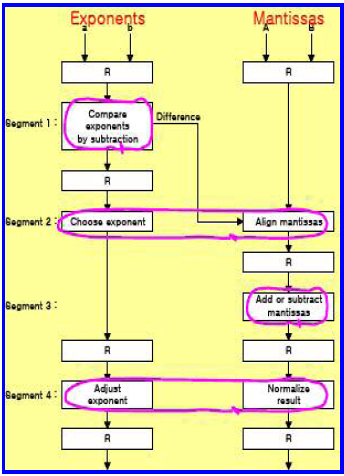 Exponents Mantissas
a b A B
R R
Segment 1 : Compare exponents by subtraction Difference
R
Segment 2 : Choose exponent Align mantissas
R
Segment 3 : Add or subtract mantissas
R R
Segment 4 : Adjust exponent Normalize result
R R